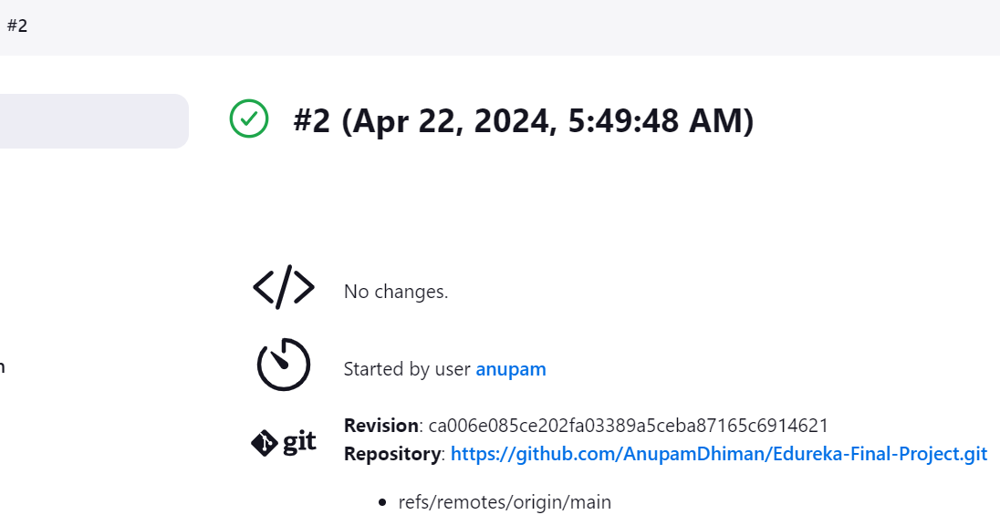 #2
#2 (Apr 22, 2024, 5:49:48 AM)
No changes.
Started by user anupam
git
Revision: ca006e085ce202fa03389a5ceba87165c6914621
Repository: https://github.com/AnupamDhiman/Edureka-Final-Project.git
• refs/remotes/origin/main